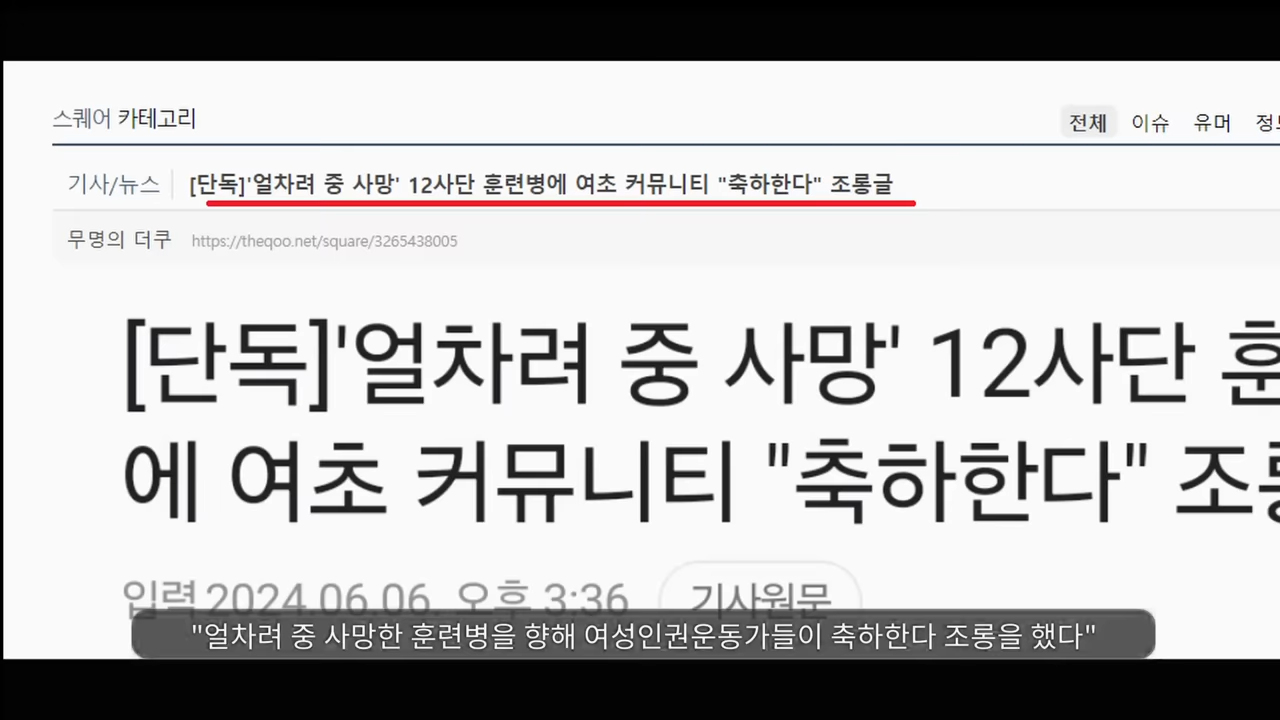 스퀘어 카테고리
전체 이슈 유머
기사/뉴스 [단독]'얼차려 중 사망' 12사단 훈련병에 여초 커뮤니티 "축하한다" 조롱글
무명의 더쿠 https://theqoo.net/square/3265438005
[단독]'얼차려 중 사망' 12사단
에 여초 커뮤니티 "축하한다"
입력 2024.06.06. 오후 3:36 기사원문
"얼차려 중 사망한 훈련병을 향해 여성인권운동가들이 축하한다 조롱을 했다"